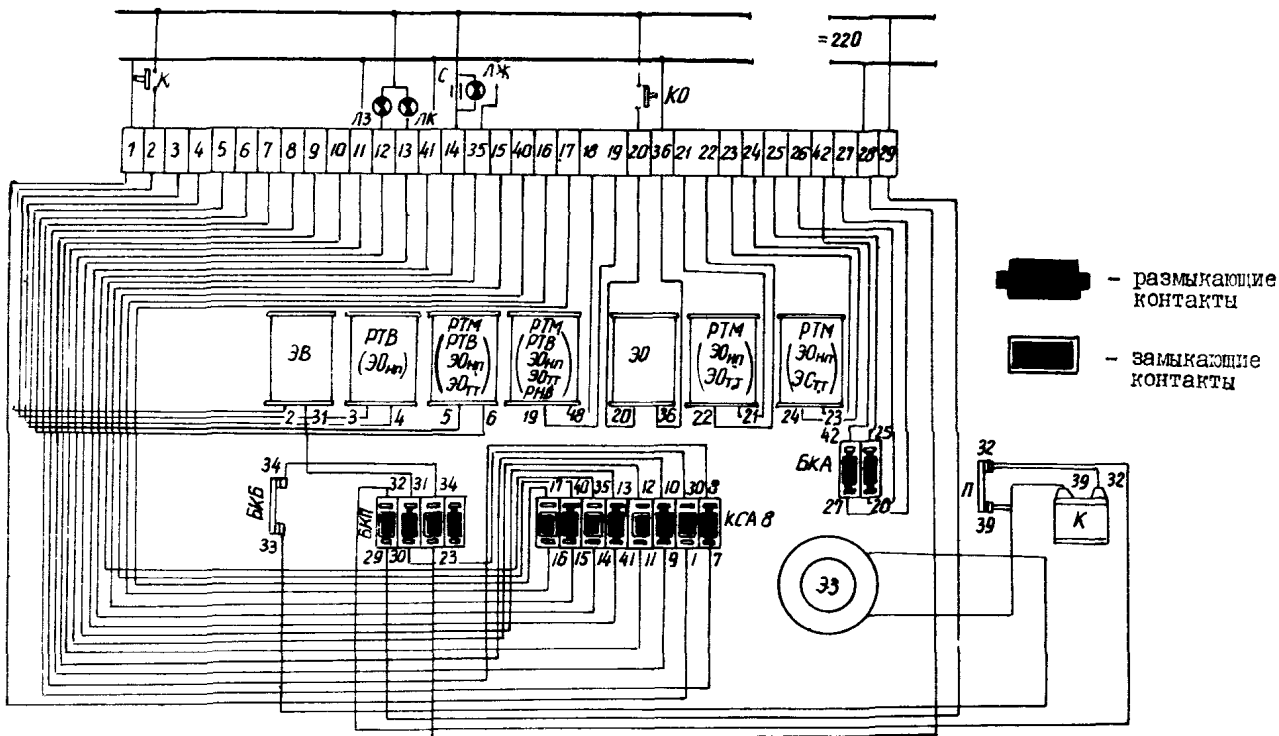 К
ЛЗ
ЛК
С
ЛЖ
КО
=220
1 2 3 4 5 6 7 8 9 10 11 12 13 41 14 35 15 40 16 17 18 19 20 36 21 22 23 24 25 26 42 27 28 29
- размыкающие
контакты
- замыкающие
контакты
ЭВ
РТВ
(ЭОнп)
РТМ
(РТВ
ЭОнп
ЭОтт)
РТМ
(РТВ
ЭОнп
ЭОтт
РНВ)
ЭО
РТМ
(ЭОнп
ЭОт.т)
РТМ
(ЭОнп
ЭОт.т)
2 31 3 4 5 6 19 48 20 36 22 21 24 23
42 25
БКА
27 28
34
БКБ
33
32 31 34
БКП
29 30 23
17 40 35 13 12 10 30 8
КСА 8
16 15 14 41 11 9 1 7
ЭЗ
32
П
39
39 32
К